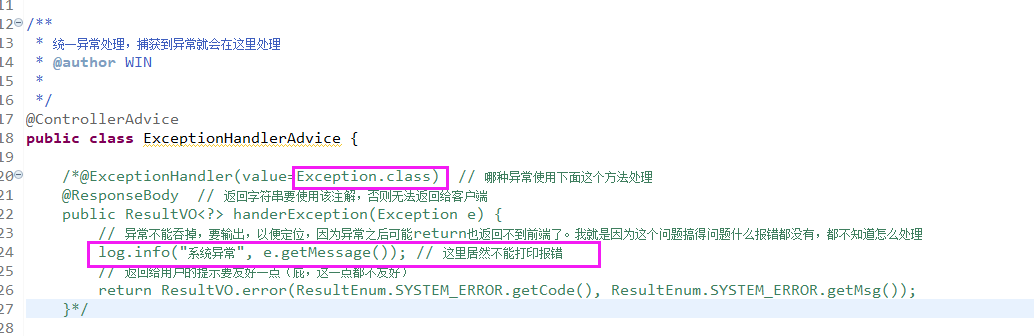 11
12 /**
13 * 统一异常处理，捕获到异常就会在这里处理
14 * @author WIN
15 *
16 */
17 @ControllerAdvice
18 public class ExceptionHandlerAdvice {
19
20 /*@ExceptionHandler(value=Exception.class) // 哪种异常使用下面这个方法处理
21 @ResponseBody // 返回字符串要使用该注解，否则无法返回给客户端
22 public ResultVO<?> handerException(Exception e) {
23 // 异常不能吞掉，要输出，以便定位，因为异常之后可能return也返回不到前端了。我就是因为这个问题搞得问题什么报错都没有，都不知道怎么处理
24 log.info("系统异常", e.getMessage()); // 这里居然不能打印报错
25 // 返回给用户的提示要友好一点（屁，这一点都不友好）
26 return ResultVO.error(ResultEnum.SYSTEM_ERROR.getCode(), ResultEnum.SYSTEM_ERROR.getMsg());
27 }*/
28